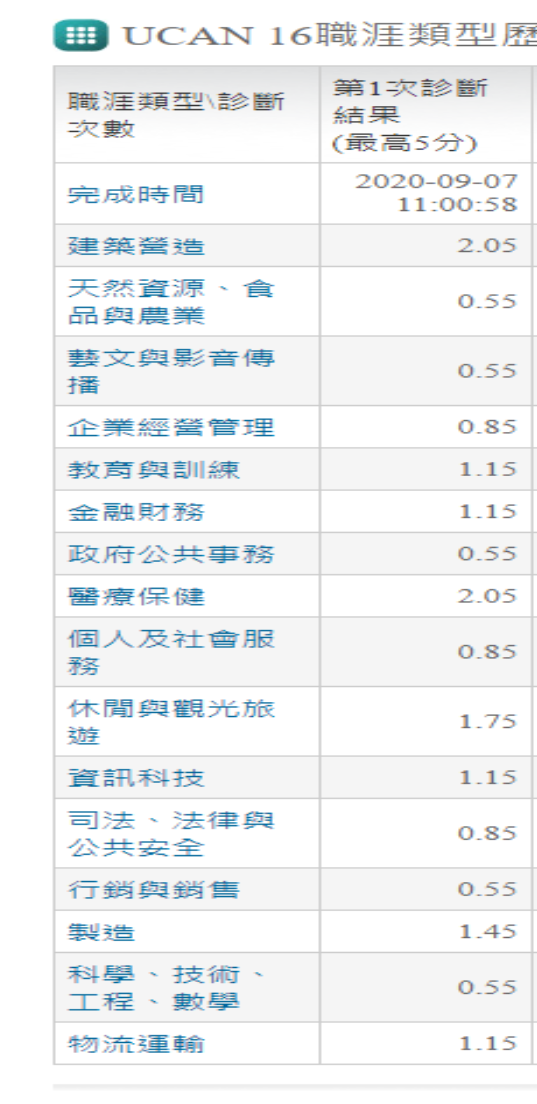 UCAN 16職涯類型歷
職涯類型\診斷
次數
第1次診斷
結果
(最高5分)
完成時間
2020-09-07
11:00:58
建築營造 2.05
天然資源、食
品與農業
0.55
藝文與影音傳
播
0.55
企業經營管理 0.85
教育與訓練 1.15
金融財務 1.15
政府公共事務 0.55
醫療保健 2.05
個人及社會服
務
0.85
休閒與觀光旅
遊
1.75
資訊科技 1.15
司法、法律與
公共安全
0.85
行銷與銷售 0.55
製造 1.45
科學、技術、
工程、數學
0.55
物流運輸 1.15